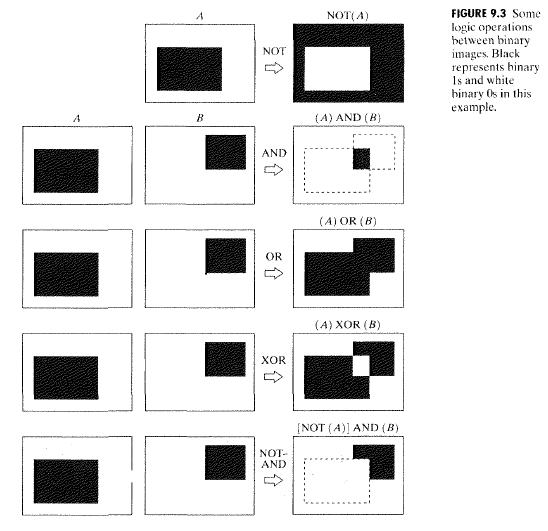 A
NOT(A)
NOT
FIGURE 9.3 Some
logic operations
between binary
images. Black
represents binary
1s and white
binary 0s in this
example.
A
B
(A) AND (B)
AND
(A) OR (B)
OR
(A) XOR (B)
XOR
[NOT (A)] AND (B)
NOT-
AND